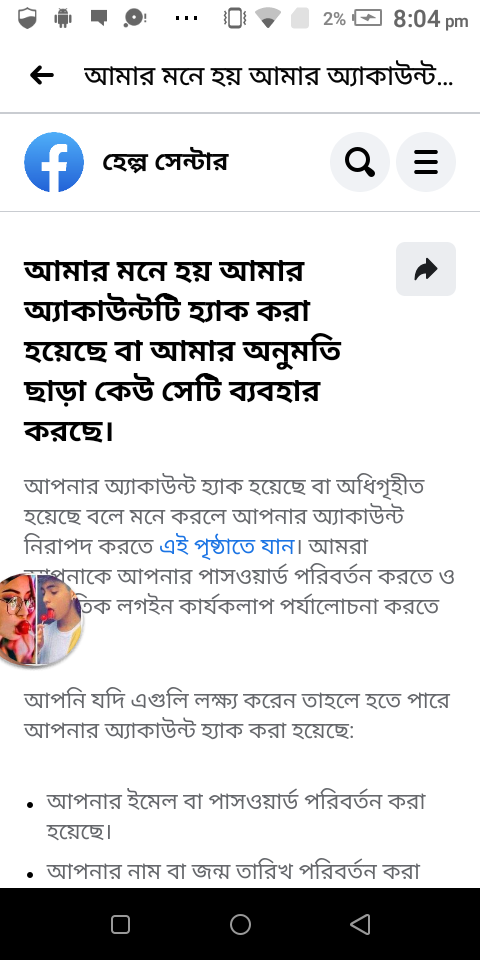 2% 8:04 pm
আমার মনে হয় আমার অ্যাকাউন্ট...
হেল্প সেন্টার
আমার মনে হয় আমার
অ্যাকাউন্টটি হ্যাক করা
হয়েছে বা আমার অনুমতি
ছাড়া কেউ সেটি ব্যবহার
করছে।
আপনার অ্যাকাউন্ট হ্যাক হয়েছে বা অধিগৃহীত
হয়েছে বলে মনে করলে আপনার অ্যাকাউন্ট
নিরাপদ করতে এই পৃষ্ঠাতে যান। আমরা
আপনাকে আপনার পাসওয়ার্ড পরিবর্তন করতে ও
লগইন কার্যকলাপ পর্যালোচনা করতে
আপনি যদি এগুলি লক্ষ্য করেন তাহলে হতে পারে
আপনার অ্যাকাউন্ট হ্যাক করা হয়েছে:
• আপনার ইমেল বা পাসওয়ার্ড পরিবর্তন করা
হয়েছে।
• আপনার নাম বা জন্ম তারিখ পরিবর্তন করা